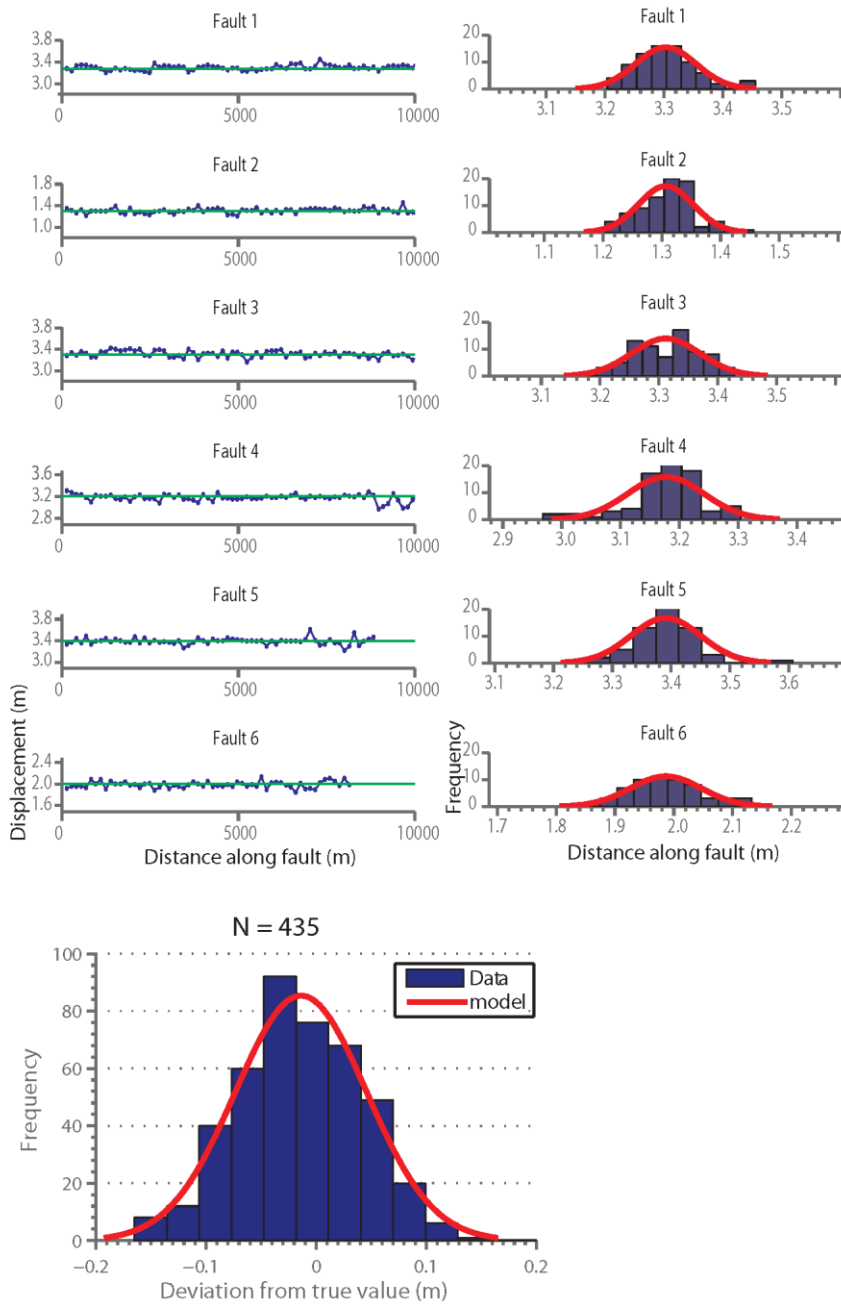 Fault 1
3.8
3.4
3.0
0
5000
10000
Fault 2
1.8
1.4
1.0
0
5000
10000
Fault 3
3.8
3.4
3.0
0
5000
10000
Fault 4
3.6
3.2
2.8
0
5000
10000
Fault 5
3.8
3.4
3.0
0
5000
10000
Fault 6
2.4
2.0
1.6
0
5000
10000
Displacement (m)
Distance along fault (m)
Fault 1
20
10
0
3.1 3.2 3.3 3.4 3.5
Fault 2
20
10
0
1.1 1.2 1.3 1.4 1.5
Fault 3
20
10
0
3.1 3.2 3.3 3.4 3.5
Fault 4
20
10
0
2.9 3.0 3.1 3.2 3.3 3.4
Fault 5
20
10
0
3.1 3.2 3.3 3.4 3.5 3.6
Fault 6
20
10
0
1.7 1.8 1.9 2.0 2.1 2.2
Frequency
Distance along fault (m)
N = 435
100
80
60
40
20
0
Frequency
Data
model
−0.2 −0.1 0 0.1 0.2
Deviation from true value (m)